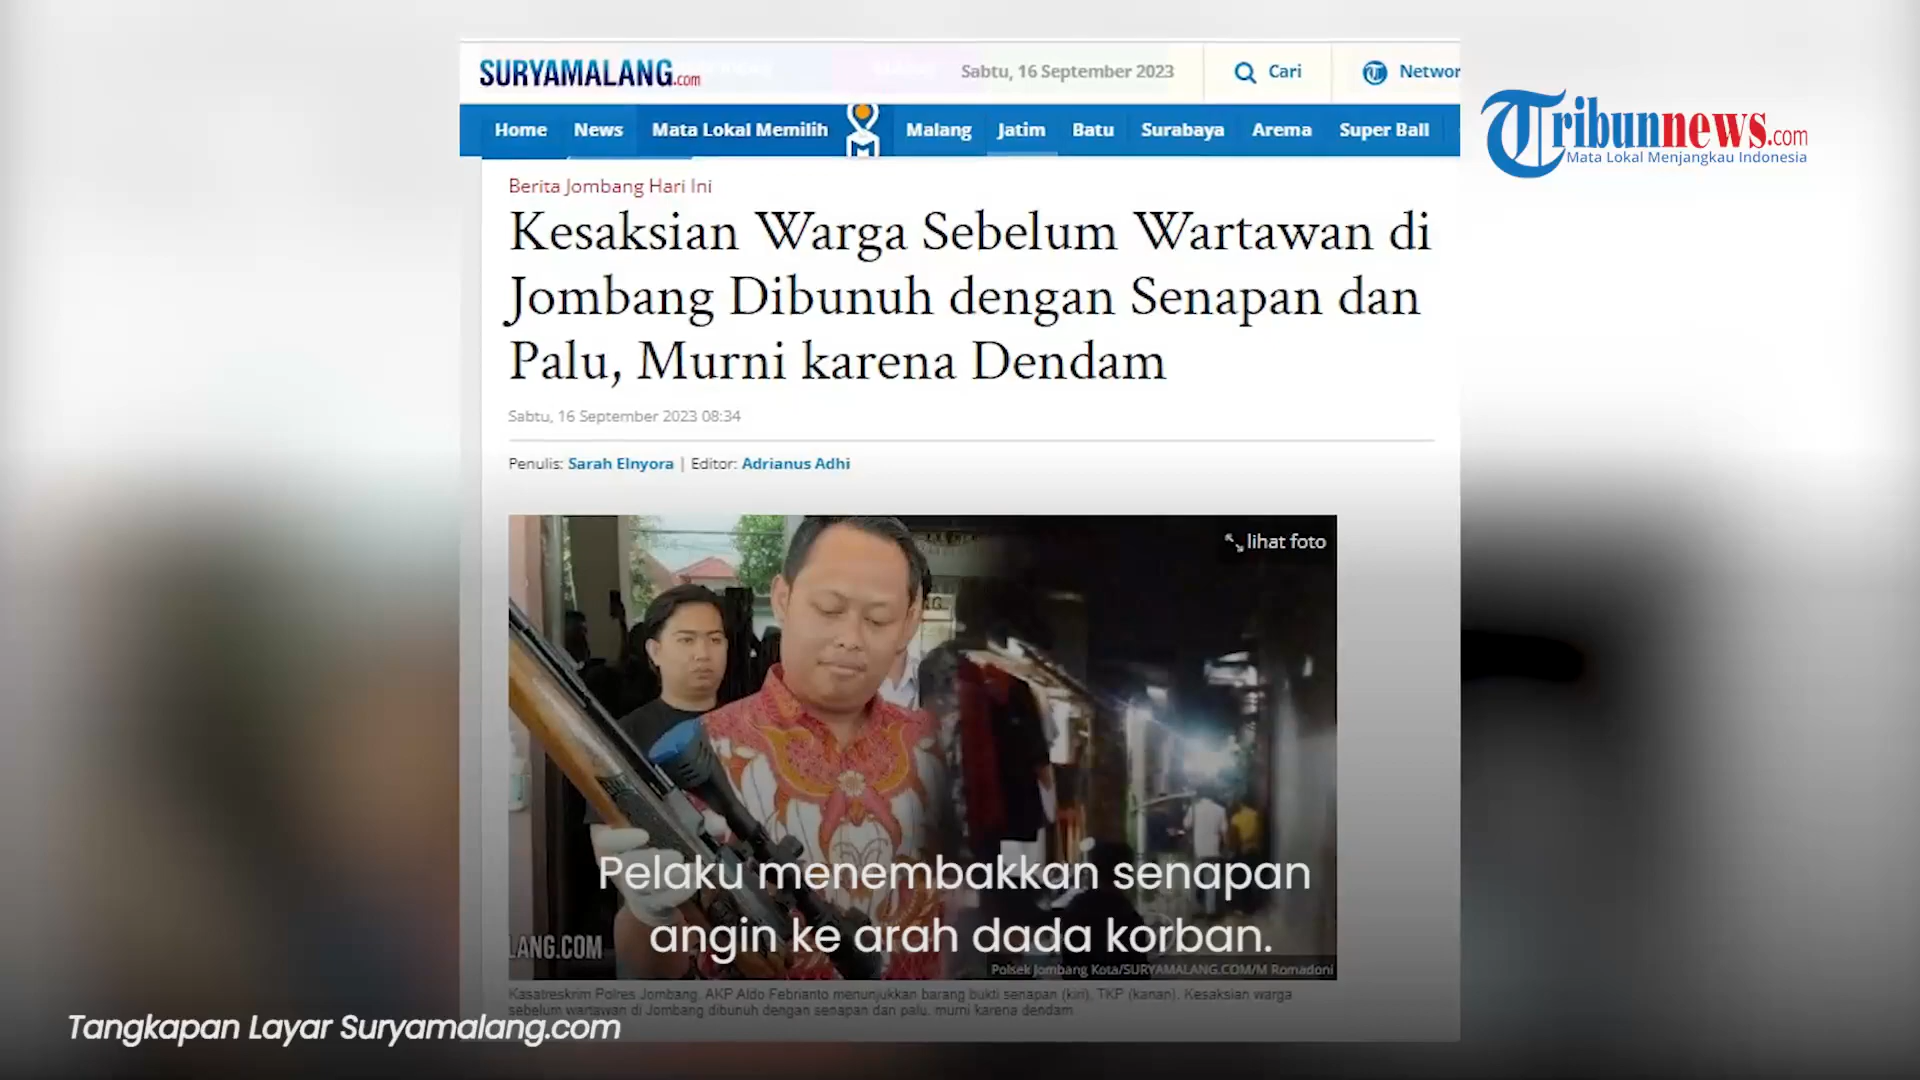 SURYAMALANG.com
Sabtu, 16 September 2023
Cari
Networ
Tribunnews.com
Mata Lokal Menjangkau Indonesia
Home News Mata Lokal Memilih Malang Jatim Batu Surabaya Arema Super Ball
Berita Jombang Hari Ini
Kesaksian Warga Sebelum Wartawan di
Jombang Dibunuh dengan Senapan dan
Palu, Murni karena Dendam
Sabtu, 16 September 2023 08:34
Penulis: Sarah Elnyora | Editor: Adrianus Adhi
lihat foto
Pelaku menembakkan senapan
angin ke arah dada korban.
LANG.COM
Polsek Jombang Kota/SURYAMALANG.COM/M Romadoni
Kasatreskrim Polres Jombang, AKP Aldo Febrianto menunjukkan barang bukti senapan (kiri), TKP (kanan). Kesaksian warga
sebelum wartawan di Jombang dibunuh dengan senapan dan palu, murni karena dendam
Tangkapan Layar Suryamalang.com